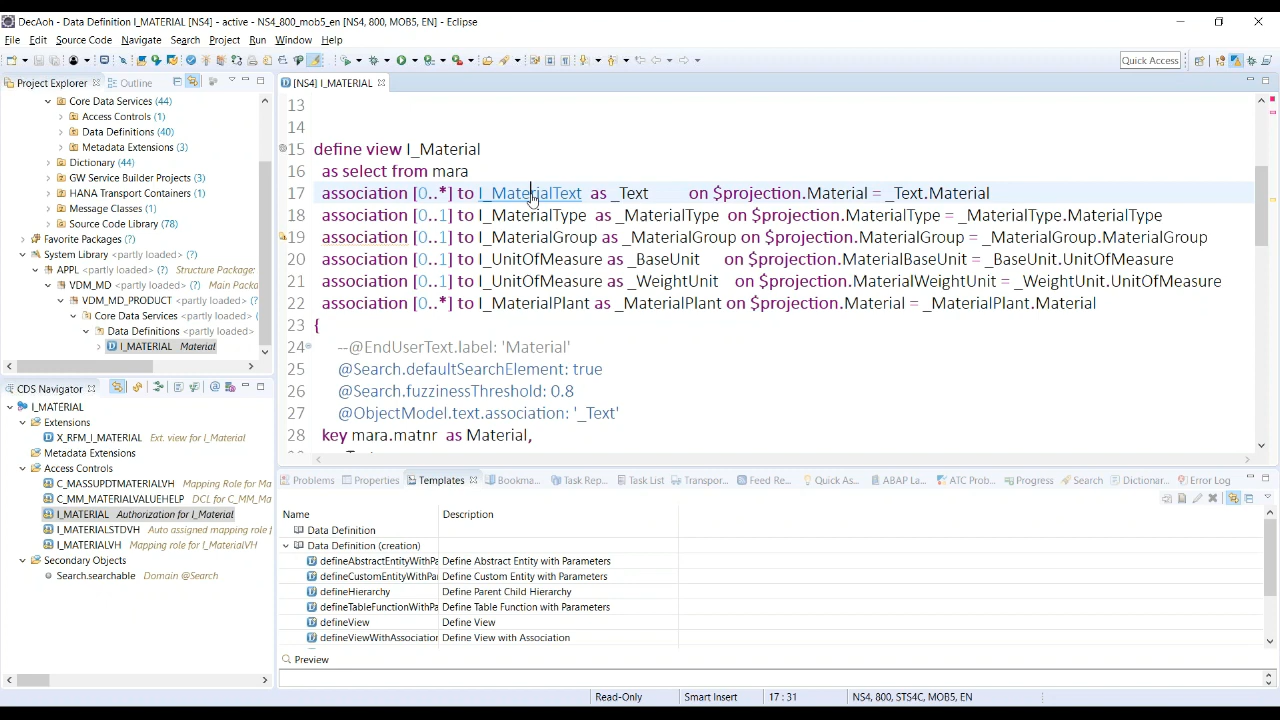 DecAoh - Data Definition I_MATERIAL [NS4] - active - NS4_800_mob5_en [NS4, 800, MOB5, EN] - Eclipse
File Edit Source Code Navigate Search Project Run Window Help
Quick Access
Project Explorer Outline
Core Data Services (44)
Access Controls (1)
Data Definitions (40)
Metadata Extensions (3)
Dictionary (44)
GW Service Builder Projects (3)
HANA Transport Containers (1)
Message Classes (1)
Source Code Library (78)
Favorite Packages (?)
System Library <partly loaded> (?)
APPL <partly loaded> (?) Structure Package:
VDM_MD <partly loaded> (?) Main Packa
VDM_MD_PRODUCT <partly loaded> (?
Core Data Services <partly loaded> (
Data Definitions <partly loaded>
I_MATERIAL Material
CDS Navigator
I_MATERIAL
Extensions
X_RFM_I_MATERIAL Ext. view for I_Material
Metadata Extensions
Access Controls
C_MASSUPDTMATERIALVH Mapping Role for Ma
C_MM_MATERIALVALUEHELP DCL for C_MM_Ma
I_MATERIAL Authorization for I_Material
I_MATERIALSTDVH Auto assigned mapping role f
I_MATERIALVH Mapping role for I_MaterialVH
Secondary Objects
Search.searchable Domain @Search
[NS4] I_MATERIAL
13
14
15 define view I_Material
16 as select from mara
17 association [0..*] to I_MaterialText as _Text on $projection.Material = _Text.Material
18 association [0..1] to I_MaterialType as _MaterialType on $projection.MaterialType = _MaterialType.MaterialType
19 association [0..1] to I_MaterialGroup as _MaterialGroup on $projection.MaterialGroup = _MaterialGroup.MaterialGroup
20 association [0..1] to I_UnitOfMeasure as _BaseUnit on $projection.MaterialBaseUnit = _BaseUnit.UnitOfMeasure
21 association [0..1] to I_UnitOfMeasure as _WeightUnit on $projection.MaterialWeightUnit = _WeightUnit.UnitOfMeasure
22 association [0..*] to I_MaterialPlant as _MaterialPlant on $projection.Material = _MaterialPlant.Material
23 {
24 --@EndUserText.label: 'Material'
25 @Search.defaultSearchElement: true
26 @Search.fuzzinessThreshold: 0.8
27 @ObjectModel.text.association: '_Text'
28 key mara.matnr as Material,
Problems Properties Templates Bookma... Task Rep... Task List Transpor... Feed Re... Quick As... ABAP La... ATC Prob... Progress Search Dictionar... Error Log
Name Description
Data Definition
Data Definition (creation)
defineAbstractEntityWithPa Define Abstract Entity with Parameters
defineCustomEntityWithPar Define Custom Entity with Parameters
defineHierarchy Define Parent Child Hierarchy
defineTableFunctionWithPa Define Table Function with Parameters
defineView Define View
defineViewWithAssociation Define View with Association
Preview
Read-Only Smart Insert 17 : 31 NS4, 800, STS4C, MOB5, EN